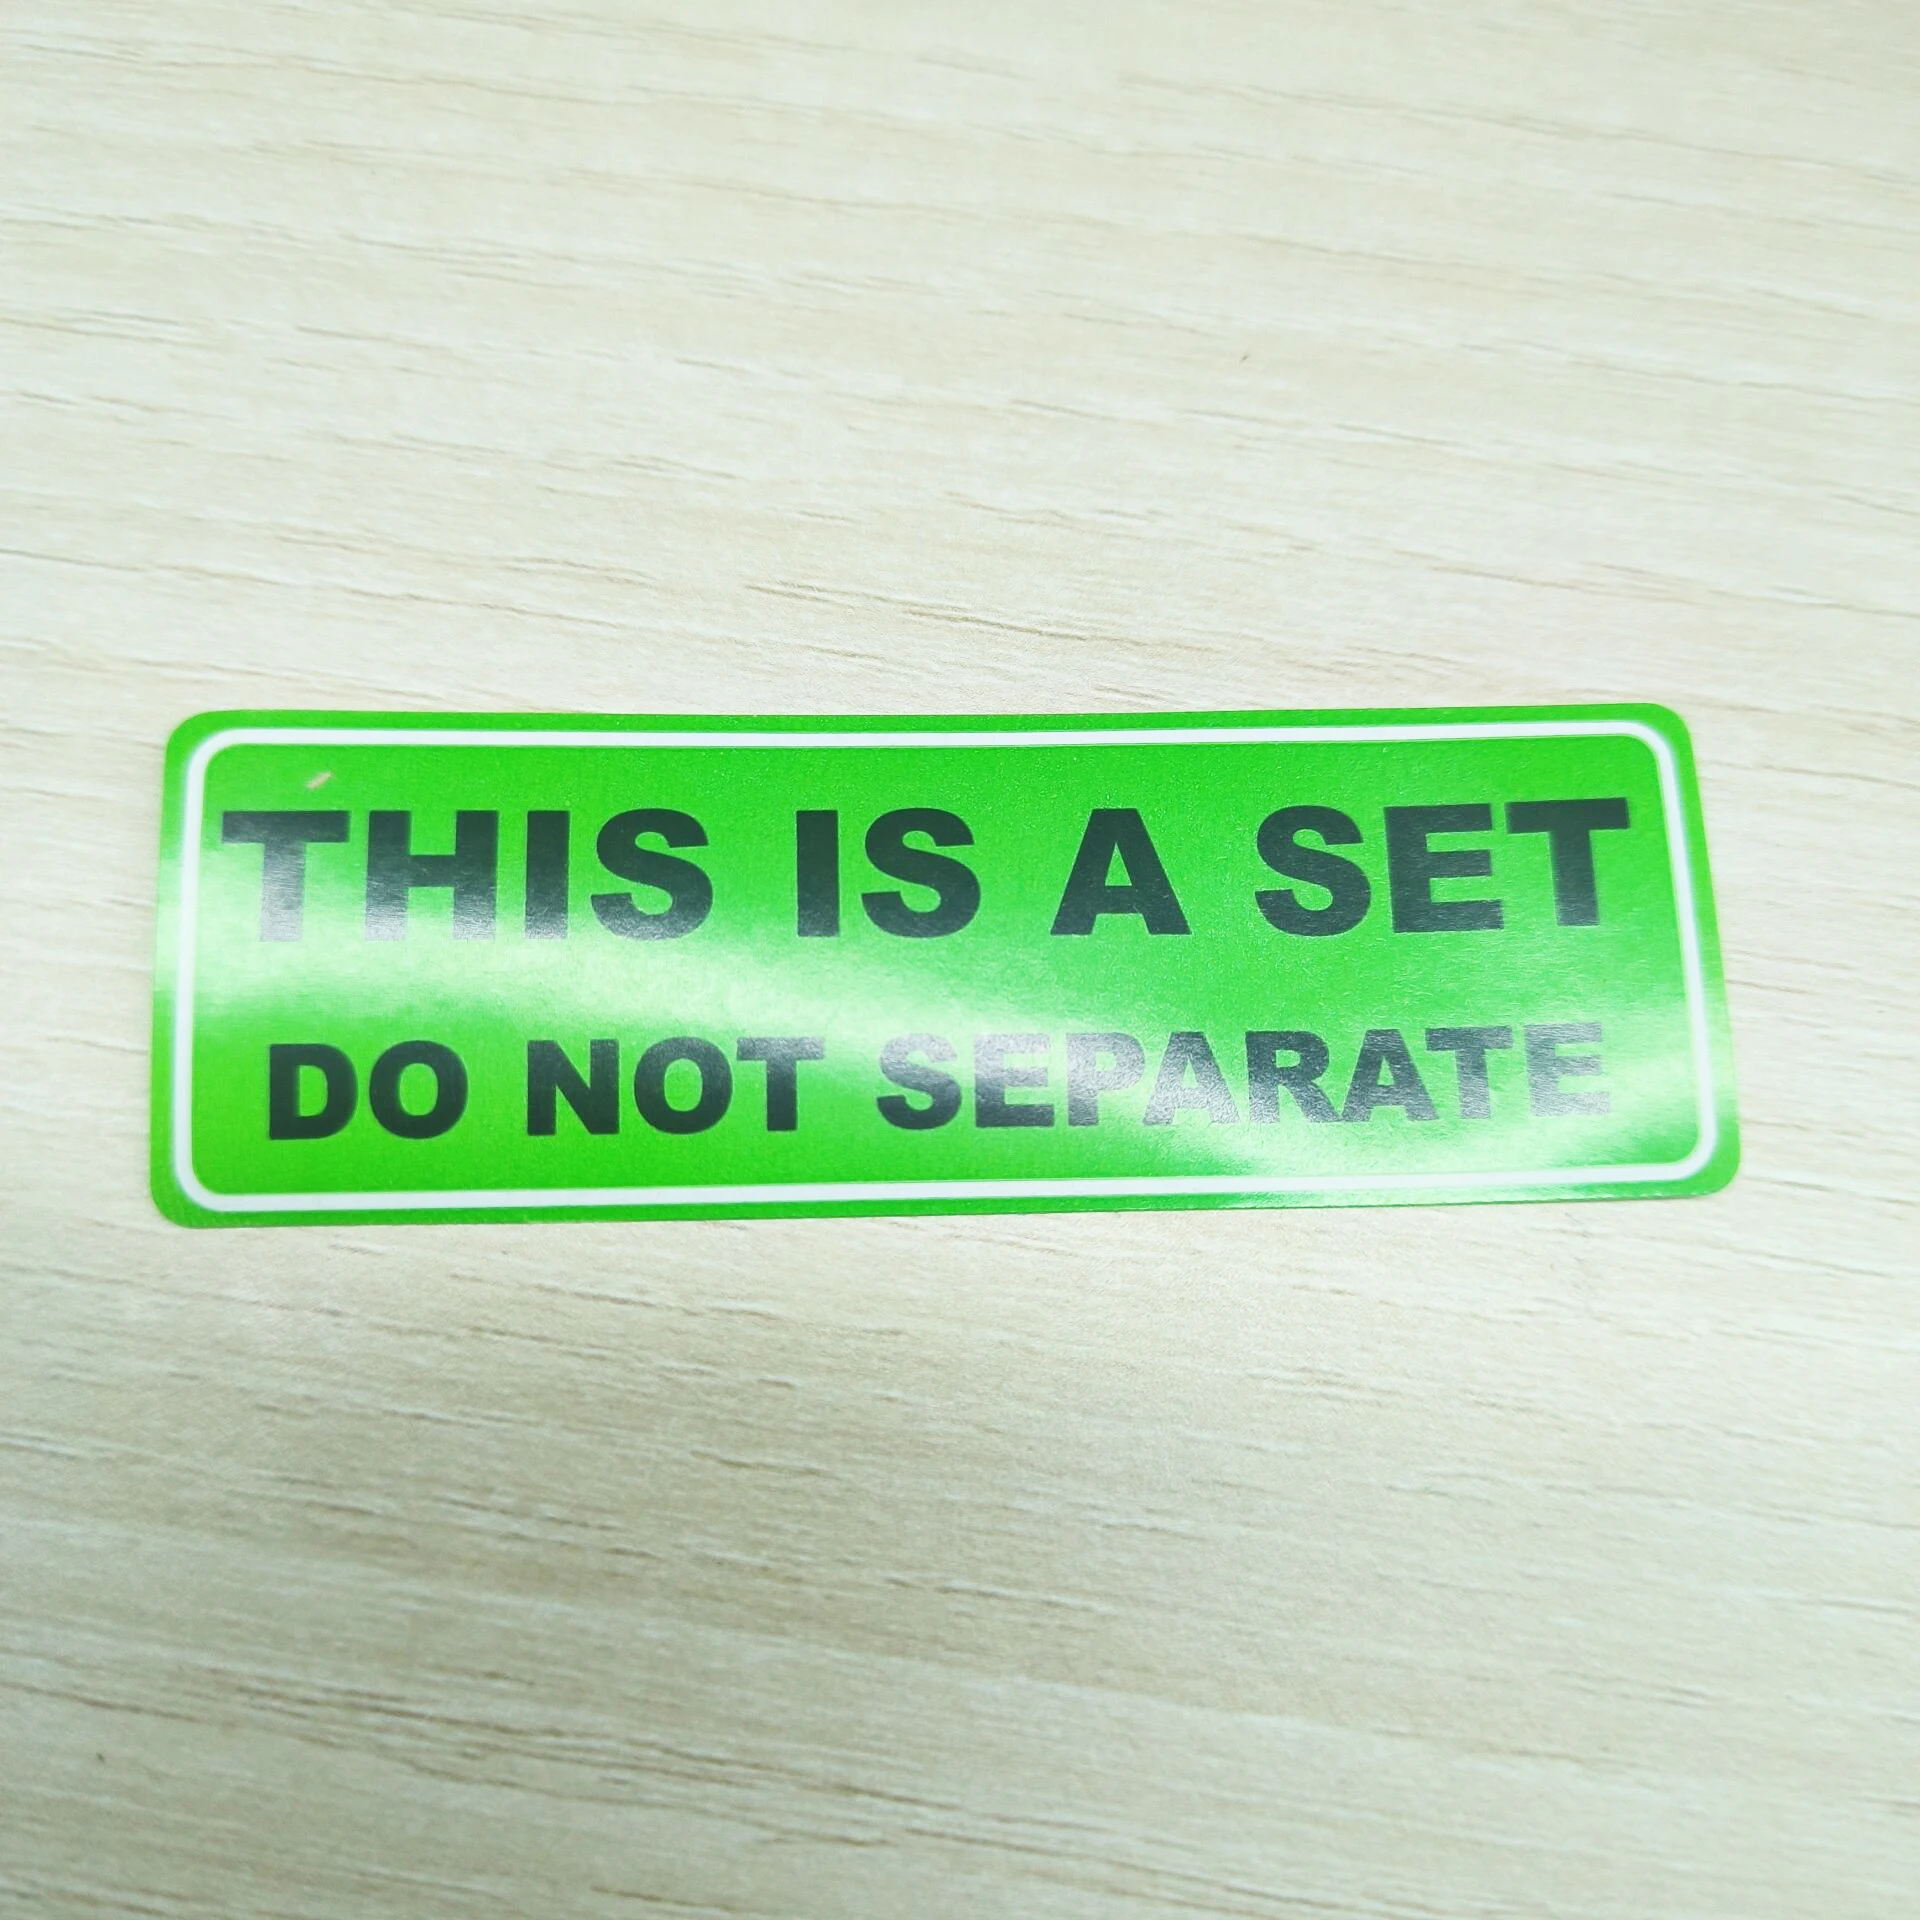 THIS IS A SET
DO NOT SEPARATE